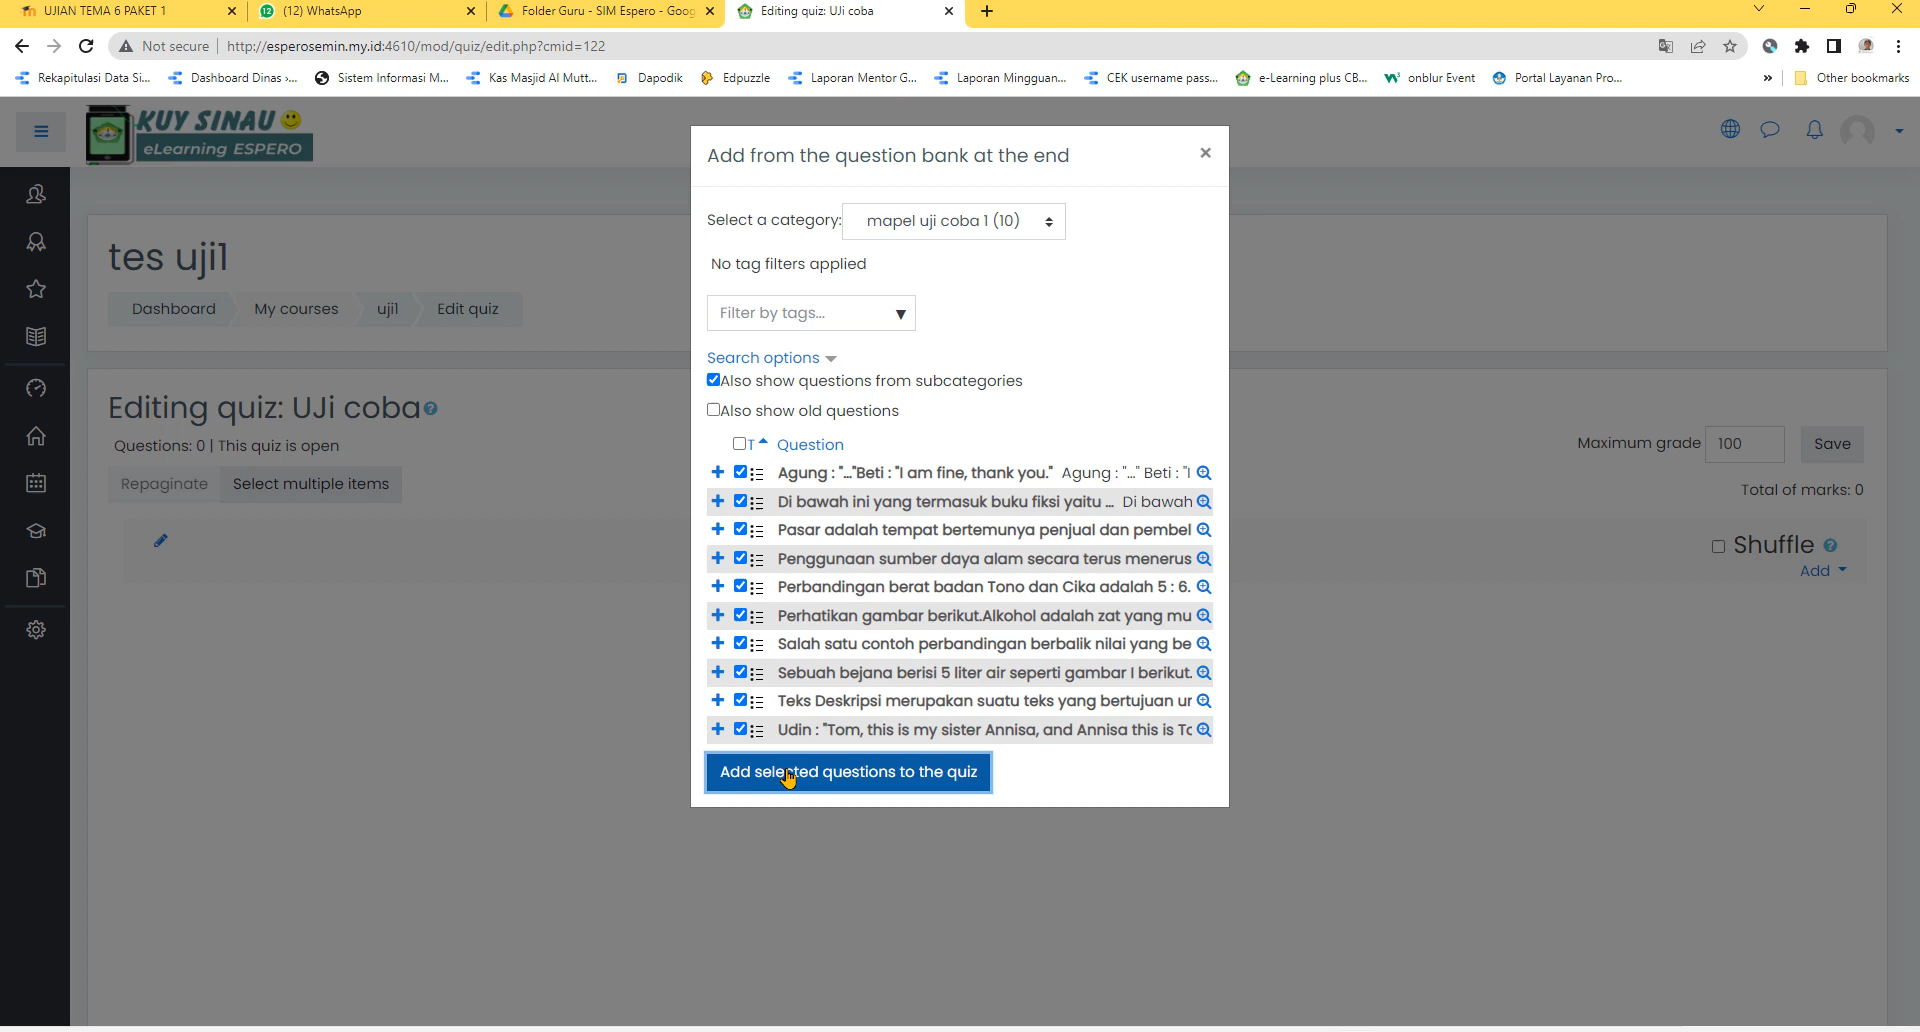 UJIAN TEMA 6 PAKET 1
12 (12) WhatsApp
Folder Guru - SIM Espero - Goog
Editing quiz: UJi coba
Not secure http://esperosemin.my.id:4610/mod/quiz/edit.php?cmid=122
Rekapitulasi Data Si...
Dashboard Dinas >...
Sistem Informasi M...
Kas Masjid Al Mutt...
Dapodik
Edpuzzle
Laporan Mentor G...
Laporan Mingguan...
CEK username pass...
e-Learning plus CB...
onblur Event
Portal Layanan Pro...
» Other bookmarks
KUY SINAU
eLearning ESPERO
tes uji1
Dashboard My courses uji1 Edit quiz
Editing quiz: UJi coba
Questions: 0 | This quiz is open
Repaginate Select multiple items
Maximum grade 100 Save
Total of marks: 0
Shuffle
Add
Add from the question bank at the end ×
Select a category: mapel uji coba 1 (10)
No tag filters applied
Filter by tags... ▼
Search options
Also show questions from subcategories
Also show old questions
T Question
Agung : "..."Beti : "I am fine, thank you." Agung : "..." Beti : "I
Di bawah ini yang termasuk buku fiksi yaitu ... Di bawah
Pasar adalah tempat bertemunya penjual dan pembel
Penggunaan sumber daya alam secara terus menerus
Perbandingan berat badan Tono dan Cika adalah 5 : 6.
Perhatikan gambar berikut.Alkohol adalah zat yang mu
Salah satu contoh perbandingan berbalik nilai yang be
Sebuah bejana berisi 5 liter air seperti gambar I berikut.
Teks Deskripsi merupakan suatu teks yang bertujuan ur
Udin : "Tom, this is my sister Annisa, and Annisa this is To
Add selected questions to the quiz